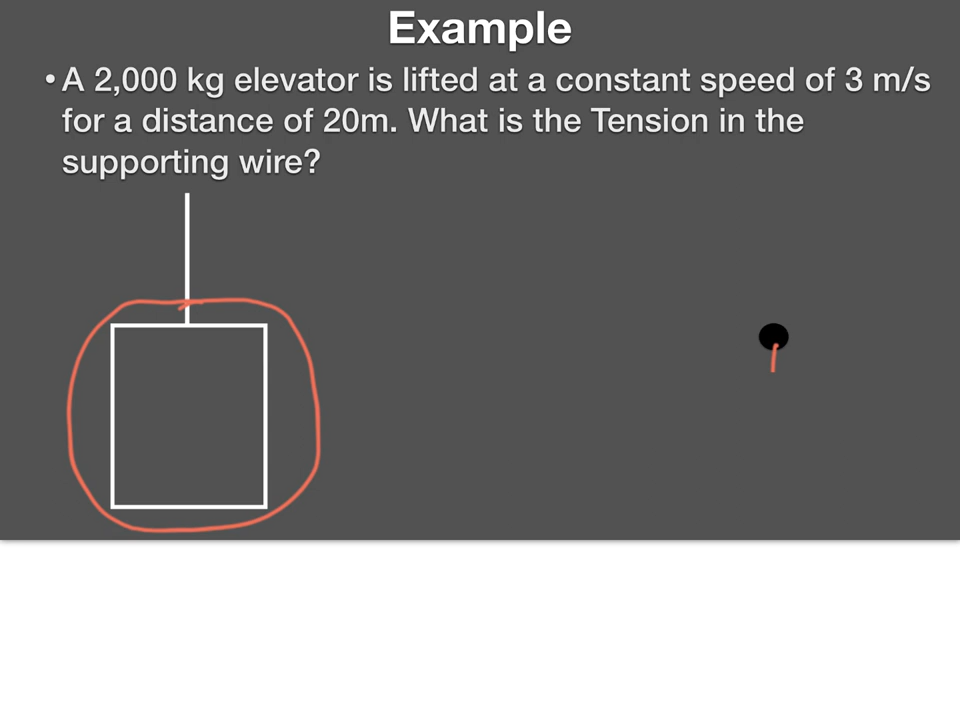 Example
• A 2,000 kg elevator is lifted at a constant speed of 3 m/s
for a distance of 20m. What is the Tension in the
supporting wire?